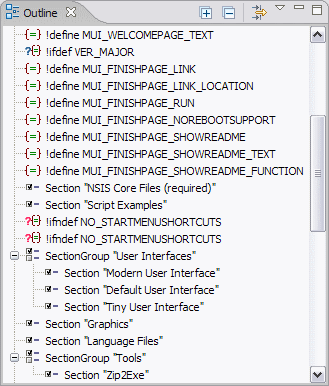 Outline
!define MUI_WELCOMEPAGE_TEXT
!ifdef VER_MAJOR
!define MUI_FINISHPAGE_LINK
!define MUI_FINISHPAGE_LINK_LOCATION
!define MUI_FINISHPAGE_RUN
!define MUI_FINISHPAGE_NOREBOOTSUPPORT
!define MUI_FINISHPAGE_SHOWREADME
!define MUI_FINISHPAGE_SHOWREADME_TEXT
!define MUI_FINISHPAGE_SHOWREADME_FUNCTION
Section "NSIS Core Files (required)"
Section "Script Examples"
!ifndef NO_STARTMENUSHORTCUTS
!ifndef NO_STARTMENUSHORTCUTS
SectionGroup "User Interfaces"
Section "Modern User Interface"
Section "Default User Interface"
Section "Tiny User Interface"
Section "Graphics"
Section "Language Files"
SectionGroup "Tools"
Section "Zip2Exe"